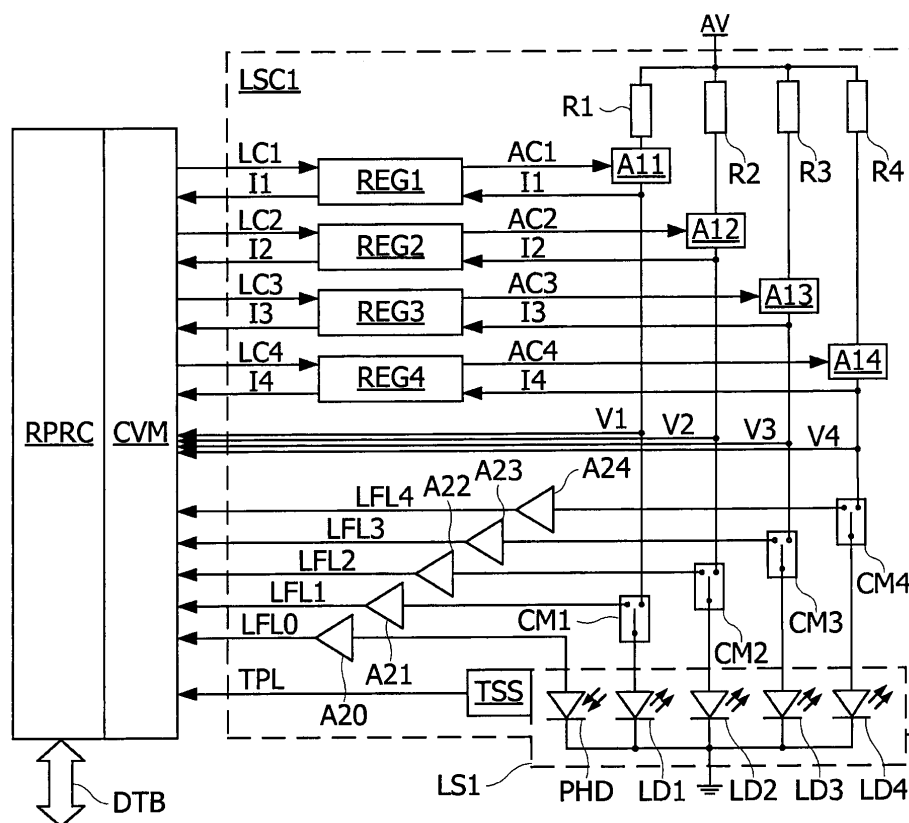 AV
LSC1
R1
R2
R3
R4
LC1
AC1
A11
REG1
I1
I1
LC2
AC2
A12
REG2
I2
I2
LC3
AC3
A13
REG3
I3
I3
LC4
AC4
A14
REG4
I4
I4
RPRC
CVM
V1
V2
V3
V4
A24
A23
A22
LFL4
LFL3
LFL2
LFL1
LFL0
CM4
CM3
CM2
CM1
A21
A20
TPL
TSS
LS1
PHD
LD1
LD2
LD3
LD4
DTB